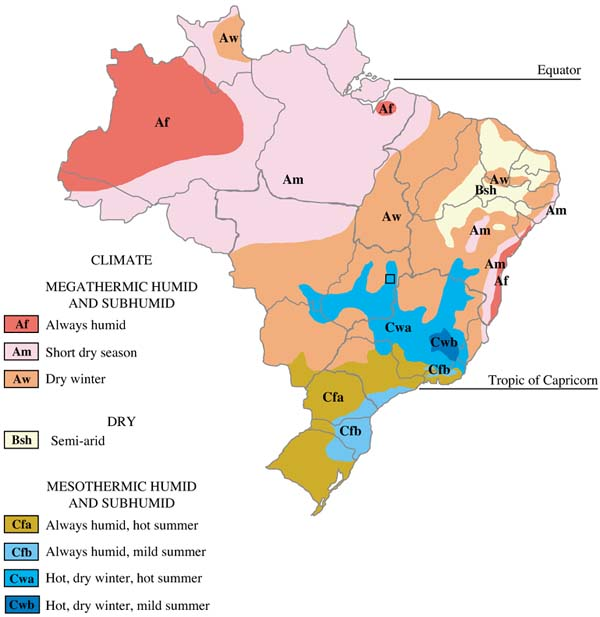 Aw
Equator
Af
Af
Am
Aw
Bsh
Am
Aw
Am
Am
Af
CLIMATE
MEGATHERMIC HUMID
AND SUBHUMID
Af Always humid
Am Short dry season
Aw Dry winter
Cwa
Cwb
Cfb
Tropic of Capricorn
Cfa
Cfb
DRY
Bsh Semi-arid
MESOTHERMIC HUMID
AND SUBHUMID
Cfa Always humid, hot summer
Cfb Always humid, mild summer
Cwa Hot, dry winter, hot summer
Cwb Hot, dry winter, mild summer